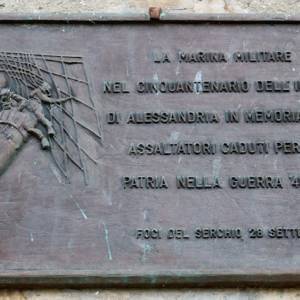 LA MARINA MILITARE
NEL CINQUANTENARIO DELL'I
DI ALESSANDRIA IN MEMORIA
ASSALTATORI CADUTI PER
PATRIA NELLA GUERRA '4
FOCI DEL SERCHIO 28 SETT